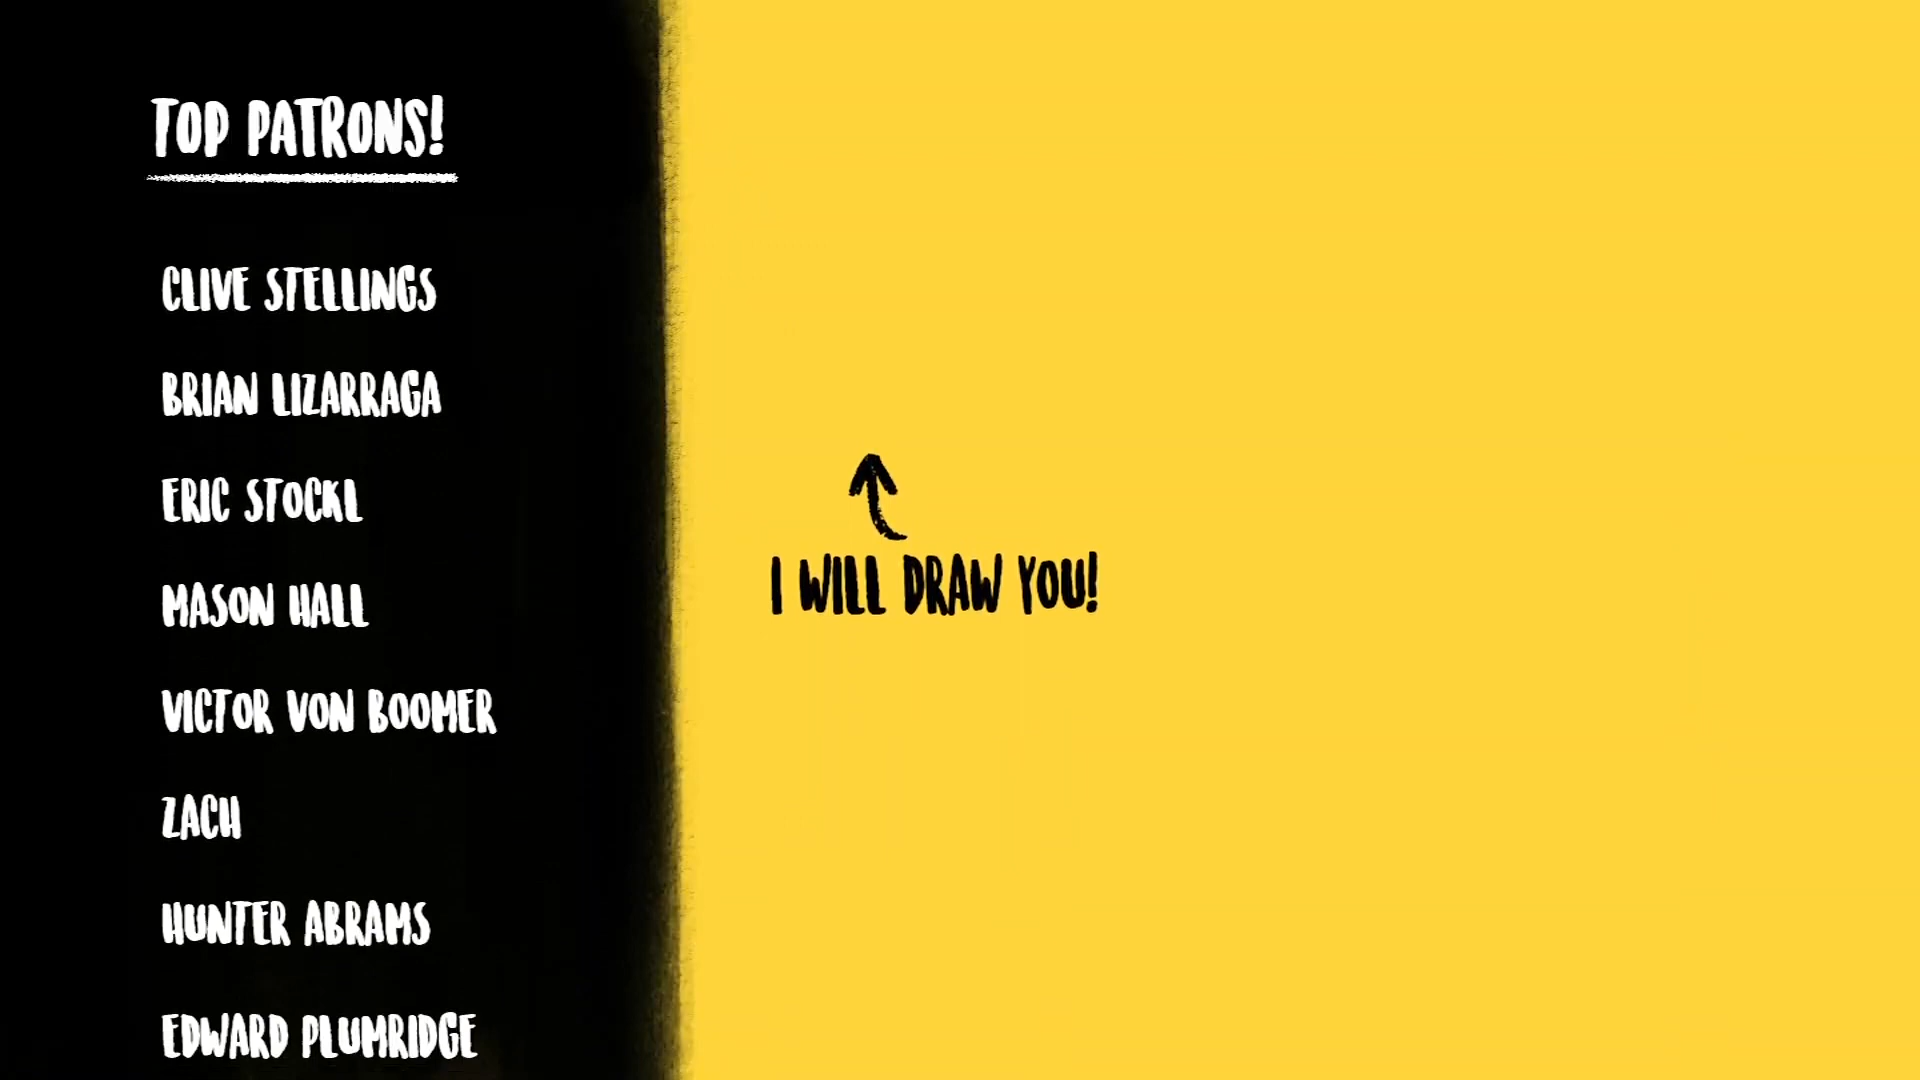 TOP PATRONS!
CLIVE STELLINGS
BRIAN LIZARRAGA
ERIC STOCKL
MASON HALL
VICTOR VON BOOMER
ZACH
HUNTER ABRAMS
EDWARD PLUMRIDGE
I WILL DRAW YOU!